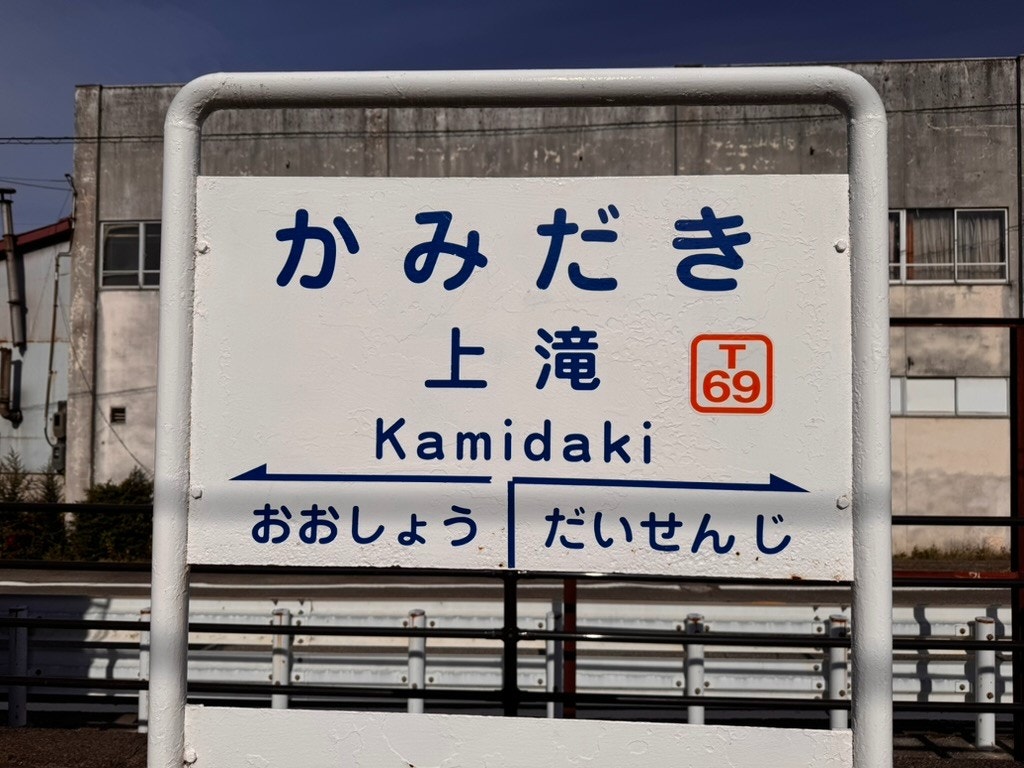 かみだき
上滝
T
69
Kamidaki
おおしょう だいせんじ